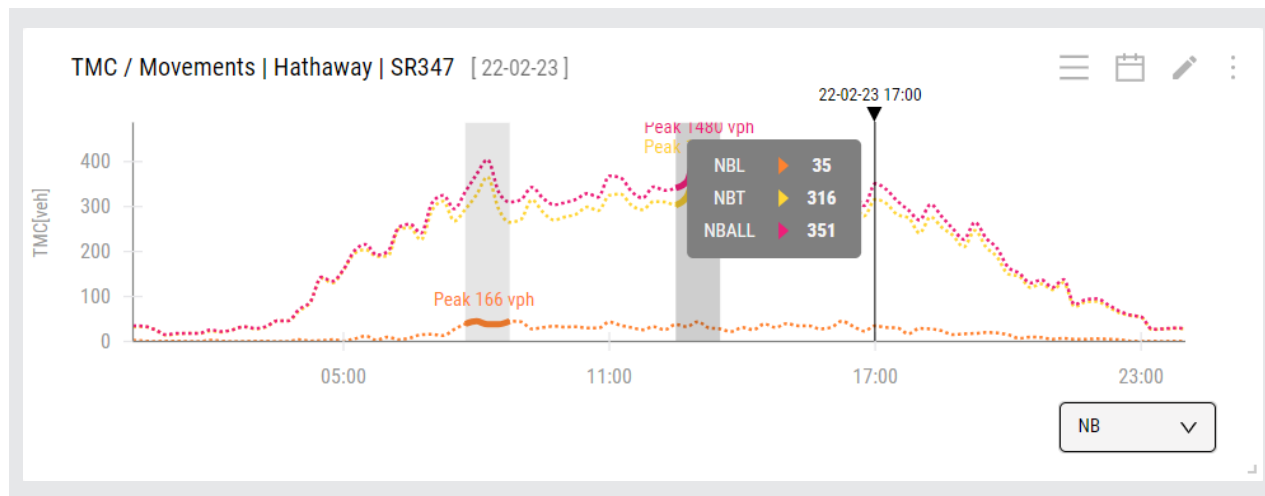 TMC / Movements | Hathaway | SR347 [ 22-02-23 ]
22-02-23 17:00
Peak 1480 vph
Peak
NBL 35
NBT 316
NBALL 351
TMC[veh]
400
300
200
100
0
Peak 166 vph
05:00 11:00 17:00 23:00
NB